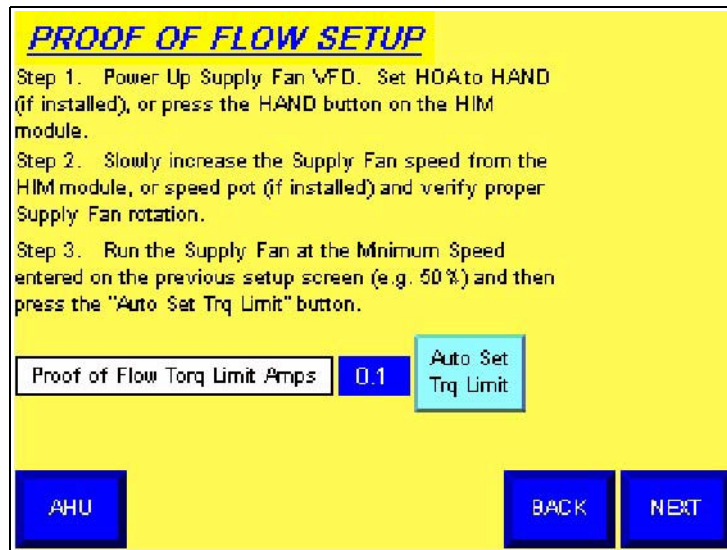 PROOF OF FLOW SETUP
Step 1. Power Up Supply Fan VFD. Set HOA to HAND
(if installed), or press the HAND button on the HIM
module.
Step 2. Slowly increase the Supply Fan speed from the
HIM module, or speed pot (if installed) and verify proper
Supply Fan rotation.
Step 3. Run the Supply Fan at the Minimum Speed
entered on the previous setup screen (e.g. 50%) and then
press the "Auto Set Trq Limit" button.
Proof of Flow Torq Limit Amps 0.1
Auto Set
Trq Limit
AHU BACK NEXT